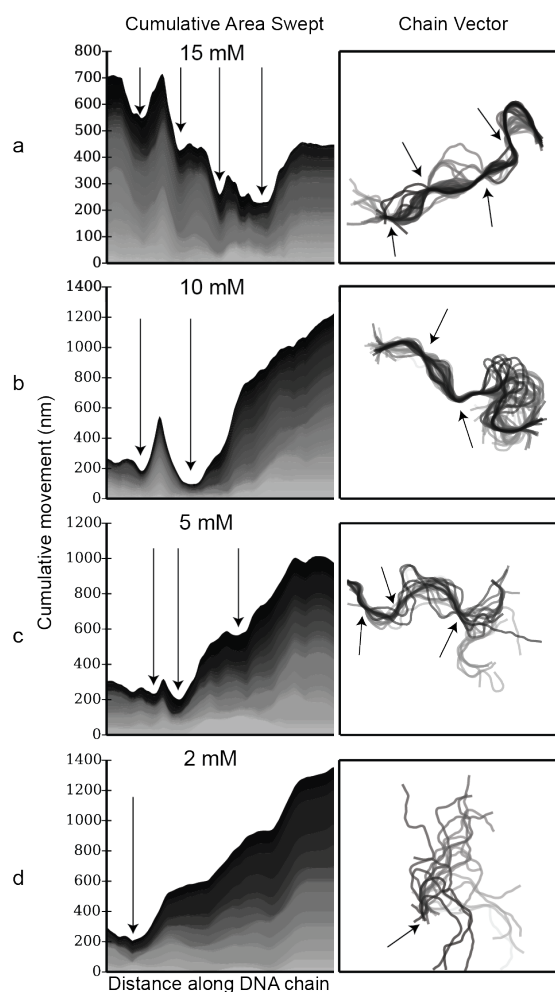 Cumulative Area Swept
Chain Vector
15 mM
a
800
700
600
500
400
300
200
100
0
10 mM
b
1400
1200
1000
800
600
400
200
0
Cumulative movement (nm)
5 mM
c
1200
1000
800
600
400
200
0
2 mM
d
1400
1200
1000
800
600
400
200
0
Distance along DNA chain